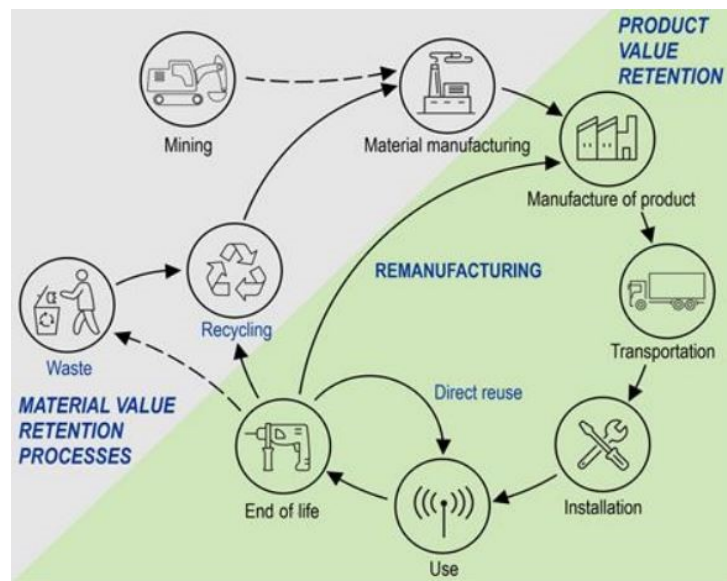 PRODUCT
VALUE
RETENTION
Mining
Material manufacturing
Manufacture of product
REMANUFACTURING
Recycling
Transportation
Waste
Direct reuse
MATERIAL VALUE
RETENTION
PROCESSES
End of life
Installation
Use